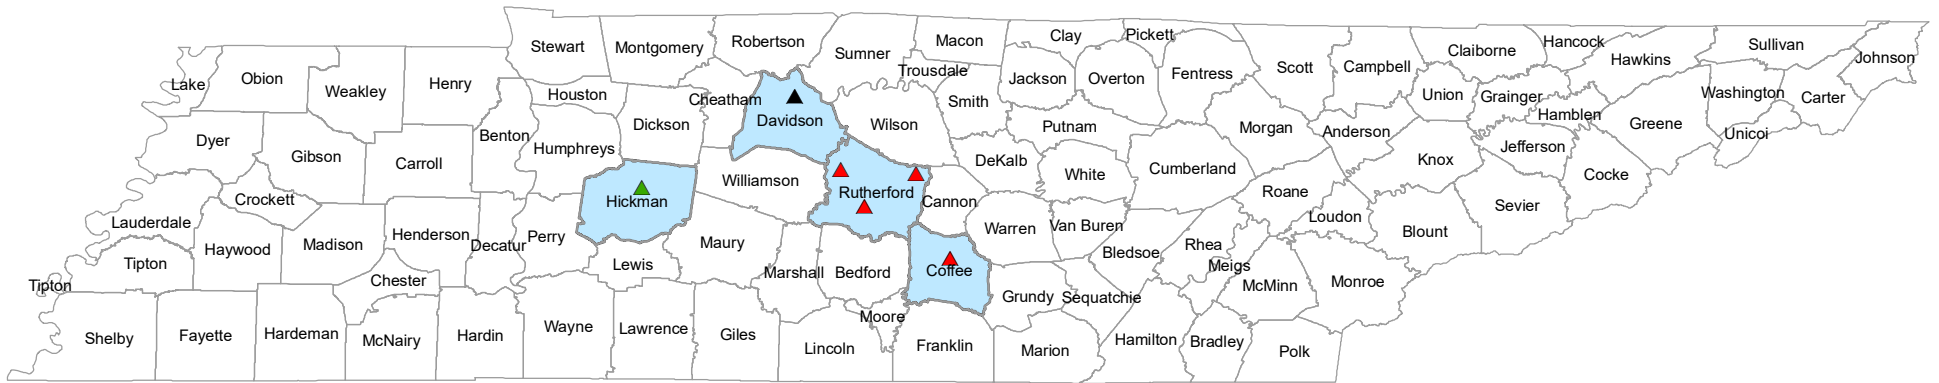 Stewart
Montgomery
Robertson
Sumner
Macon
Clay
Pickett
Scott
Campbell
Claiborne
Hancock
Hawkins
Sullivan
Johnson
Lake
Obion
Weakley
Henry
Houston
Dickson
Cheatham
Davidson
Trousdale
Smith
Jackson
Overton
Fentress
Union
Grainger
Hamblen
Greene
Washington
Carter
Unicoi
Dyer
Gibson
Carroll
Benton
Humphreys
Wilson
Putnam
Morgan
Anderson
Knox
Jefferson
Cocke
Crockett
Hickman
Williamson
Rutherford
Cannon
DeKalb
White
Cumberland
Roane
Loudon
Blount
Sevier
Lauderdale
Haywood
Madison
Henderson
Decatur
Perry
Lewis
Maury
Marshall
Bedford
Coffee
Warren
Van Buren
Bledsoe
Rhea
Meigs
McMinn
Monroe
Tipton
Tipton
Chester
Grundy
Sequatchie
Shelby
Fayette
Hardeman
McNairy
Hardin
Wayne
Lawrence
Giles
Lincoln
Moore
Franklin
Marion
Hamilton
Bradley
Polk